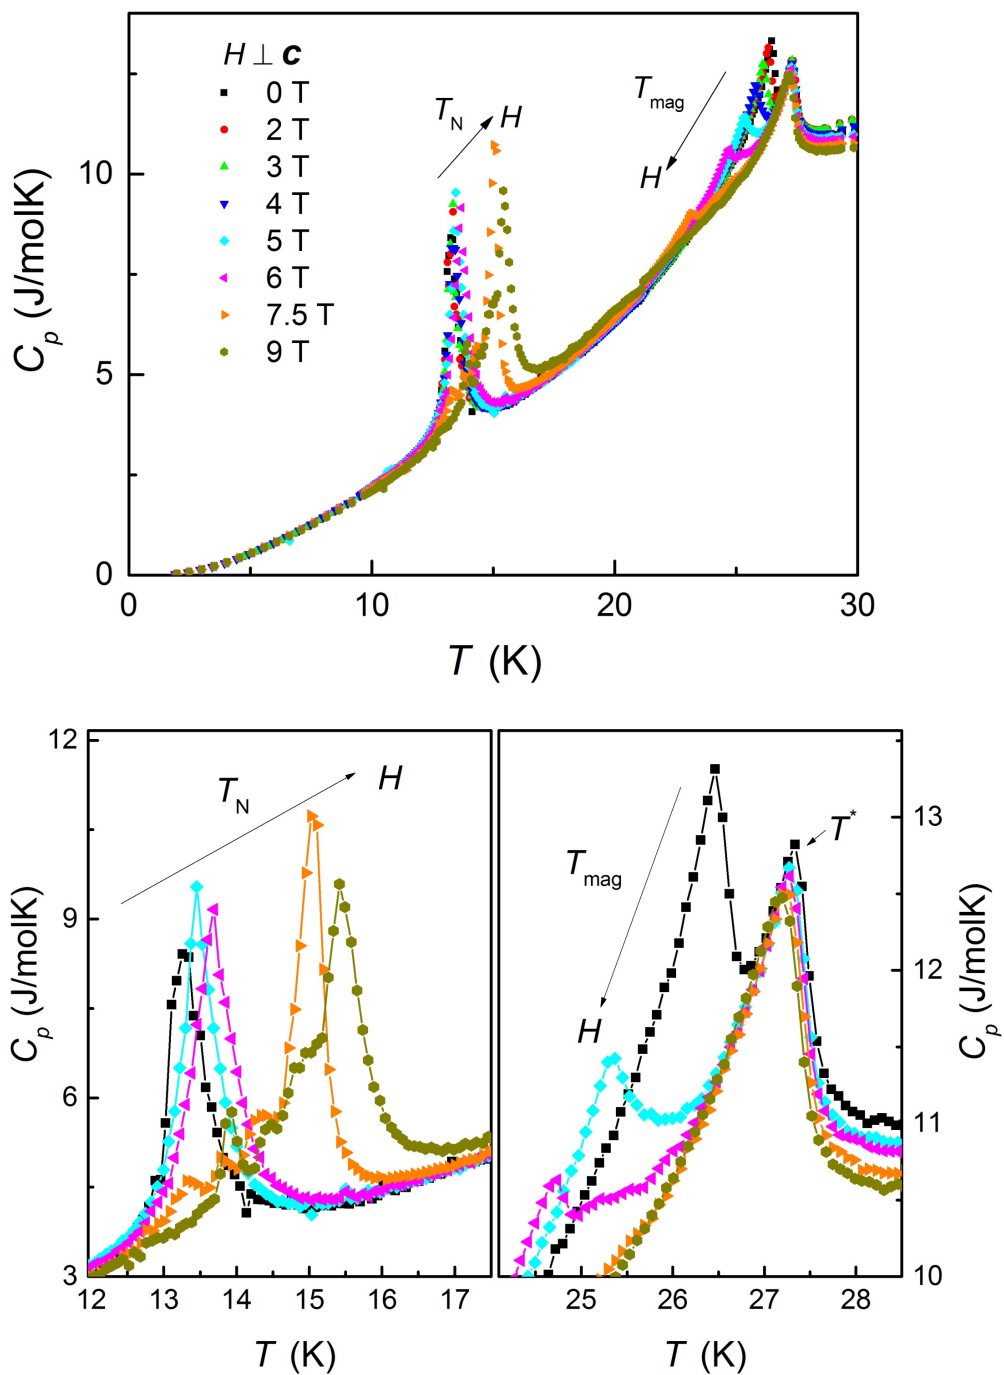 H ⊥ c
0 T
2 T
3 T
4 T
5 T
6 T
7.5 T
9 T
T_N
H
T_mag
H
C_p (J/molK)
10
5
0
0 10 20 30
T (K)
12
9
6
3
C_p (J/molK)
T_N
H
12 13 14 15 16 17
T (K)
T_mag
H
T*
13
12
11
10
C_p (J/molK)
25 26 27 28
T (K)